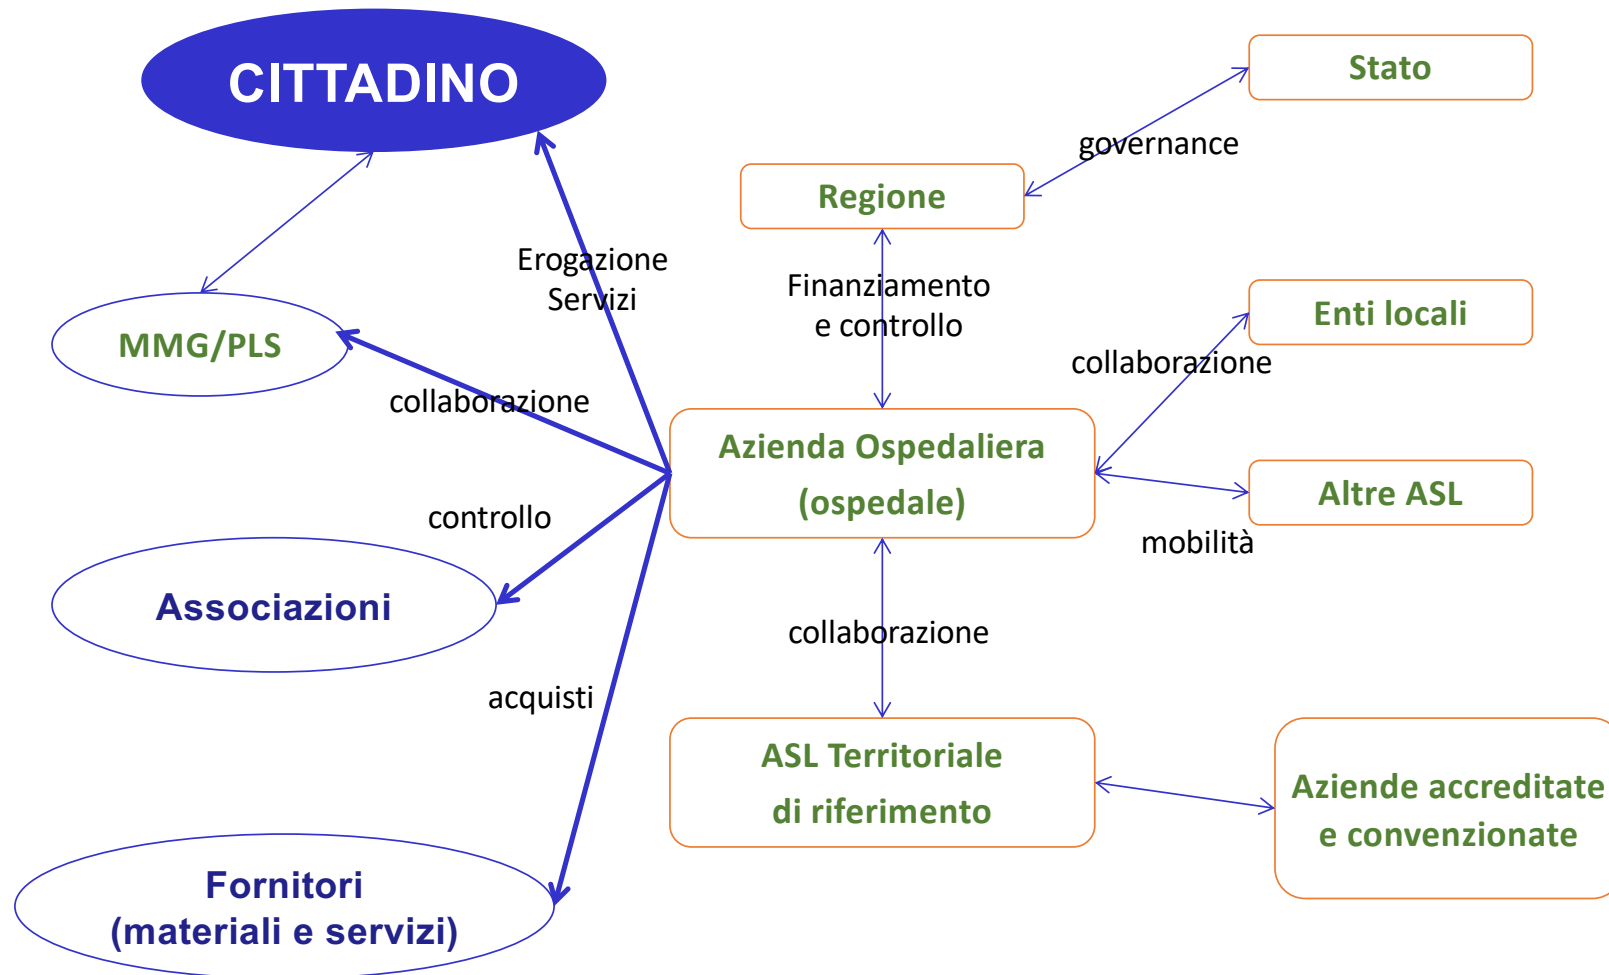 CITTADINO
Stato
governance
Regione
Erogazione
Servizi
Finanziamento
e controllo
Enti locali
MMG/PLS
collaborazione
collaborazione
Azienda Ospedaliera
(ospedale)
Altre ASL
controllo
mobilità
Associazioni
collaborazione
acquisti
ASL Territoriale
di riferimento
Aziende accreditate
e convenzionate
Fornitori
(materiali e servizi)